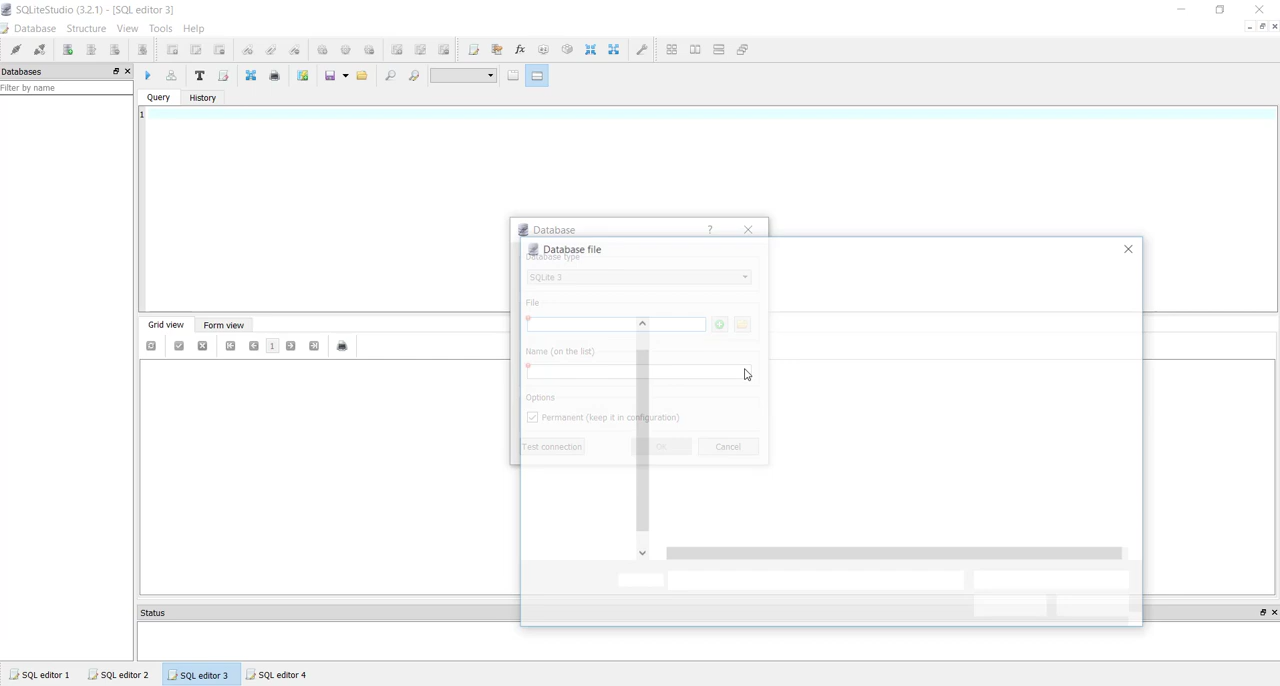 SQLiteStudio (3.2.1) - [SQL editor 3]
Database Structure View Tools Help
Databases
Filter by name
Query History
1
Database ?
Database file
Database type
SQLite 3
File
Name (on the list)
Options
Permanent (keep it in configuration)
Test connection Ok Cancel
Grid view Form view
1
Status
SQL editor 1 SQL editor 2 SQL editor 3 SQL editor 4